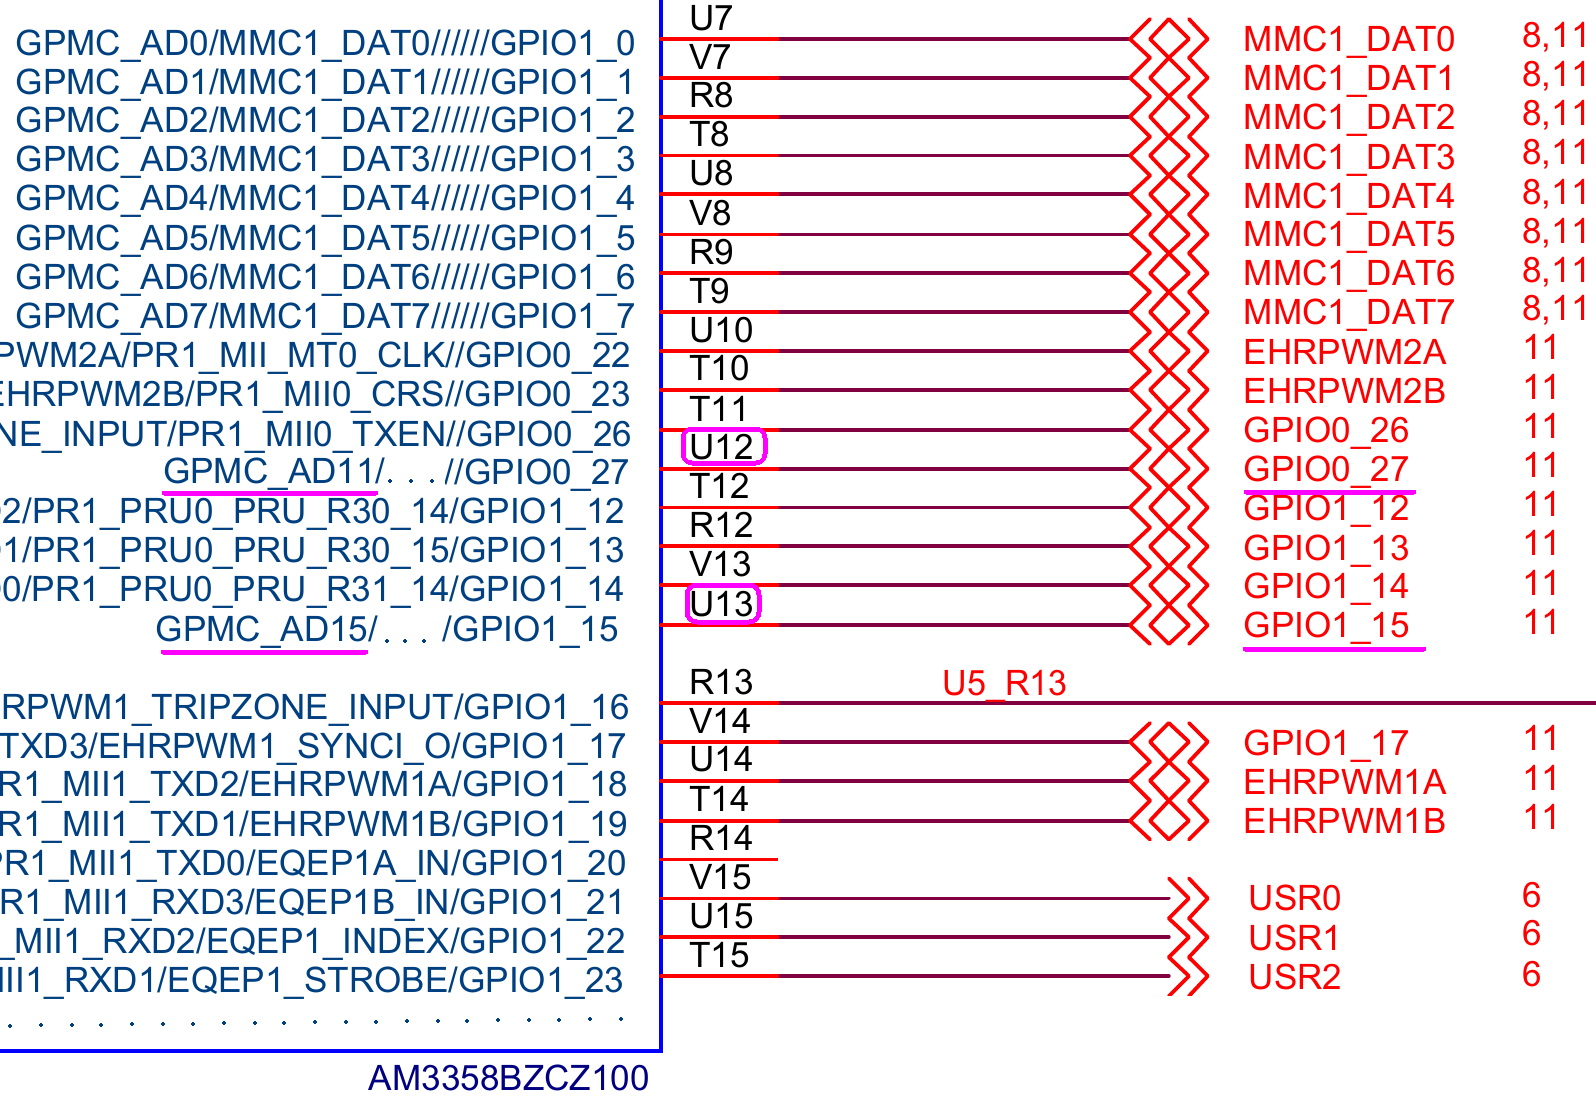 U7
GPMC_AD0/MMC1_DAT0//////GPIO1_0 MMC1_DAT0 8,11
V7
GPMC_AD1/MMC1_DAT1//////GPIO1_1 MMC1_DAT1 8,11
R8
GPMC_AD2/MMC1_DAT2//////GPIO1_2 MMC1_DAT2 8,11
T8
GPMC_AD3/MMC1_DAT3//////GPIO1_3 MMC1_DAT3 8,11
U8
GPMC_AD4/MMC1_DAT4//////GPIO1_4 MMC1_DAT4 8,11
V8
GPMC_AD5/MMC1_DAT5//////GPIO1_5 MMC1_DAT5 8,11
R9
GPMC_AD6/MMC1_DAT6//////GPIO1_6 MMC1_DAT6 8,11
T9
GPMC_AD7/MMC1_DAT7//////GPIO1_7 MMC1_DAT7 8,11
U10
PWM2A/PR1_MII_MT0_CLK//GPIO0_22 EHRPWM2A 11
T10
EHRPWM2B/PR1_MII0_CRS//GPIO0_23 EHRPWM2B 11
T11
NE_INPUT/PR1_MII0_TXEN//GPIO0_26 GPIO0_26 11
U12
GPMC_AD11/. . . //GPIO0_27 GPIO0_27 11
T12
02/PR1_PRU0_PRU_R30_14/GPIO1_12 GPIO1_12 11
R12
1/PR1_PRU0_PRU_R30_15/GPIO1_13 GPIO1_13 11
V13
00/PR1_PRU0_PRU_R31_14/GPIO1_14 GPIO1_14 11
U13
GPMC_AD15/. . . /GPIO1_15 GPIO1_15 11
R13 U5_R13
RPWM1_TRIPZONE_INPUT/GPIO1_16
V14
TXD3/EHRPWM1_SYNCI_O/GPIO1_17 GPIO1_17 11
U14
R1_MII1_TXD2/EHRPWM1A/GPIO1_18 EHRPWM1A 11
T14
R1_MII1_TXD1/EHRPWM1B/GPIO1_19 EHRPWM1B 11
R14
PR1_MII1_TXD0/EQEP1A_IN/GPIO1_20
V15
R1_MII1_RXD3/EQEP1B_IN/GPIO1_21 USR0 6
U15
_MII1_RXD2/EQEP1_INDEX/GPIO1_22 USR1 6
T15
MII1_RXD1/EQEP1_STROBE/GPIO1_23 USR2 6
. . . . . . . . . . . . . . . . . . . . .
AM3358BZCZ100